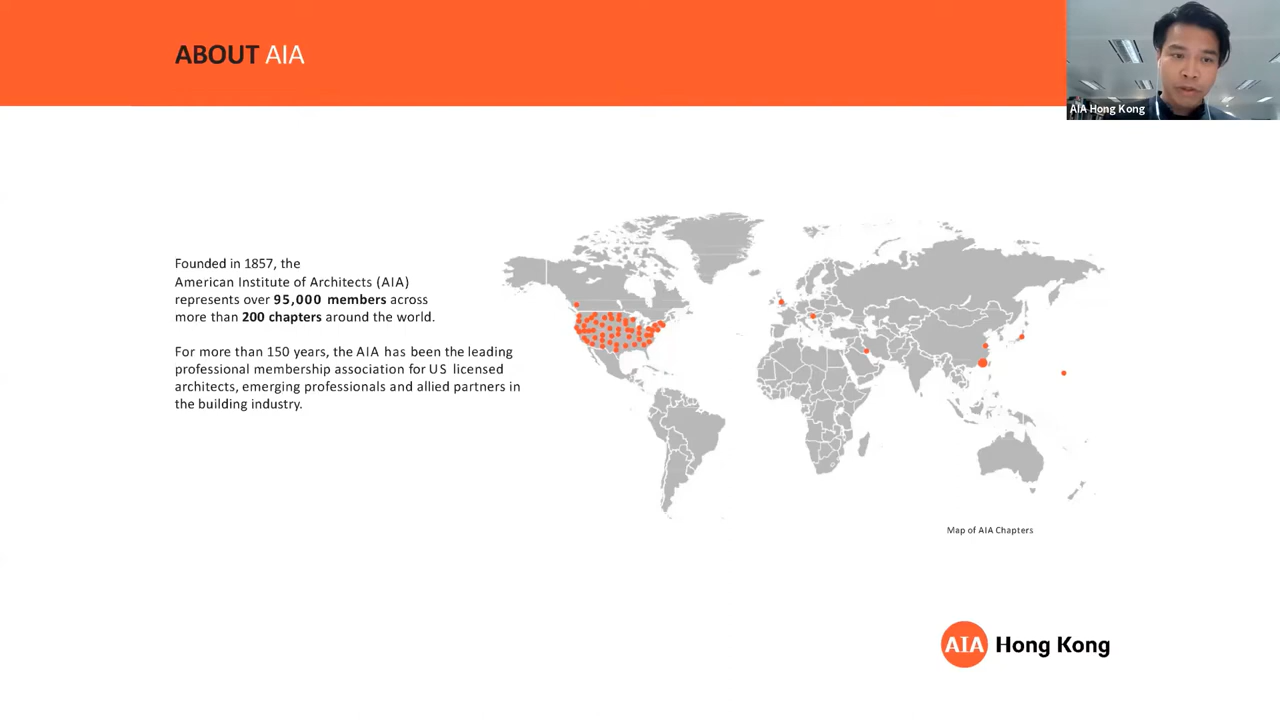 ABOUT AIA
AIA Hong Kong
Founded in 1857, the
American Institute of Architects (AIA)
represents over 95,000 members across
more than 200 chapters around the world.
For more than 150 years, the AIA has been the leading
professional membership association for US licensed
architects, emerging professionals and allied partners in
the building industry.
Map of AIA Chapters
AIA Hong Kong